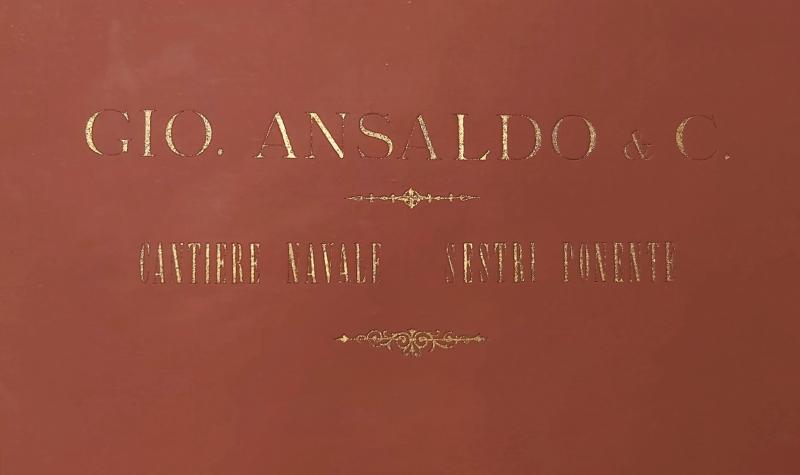 GIO. ANSALDO & C.
CANTIERE NAVALE SESTRI PONENTE